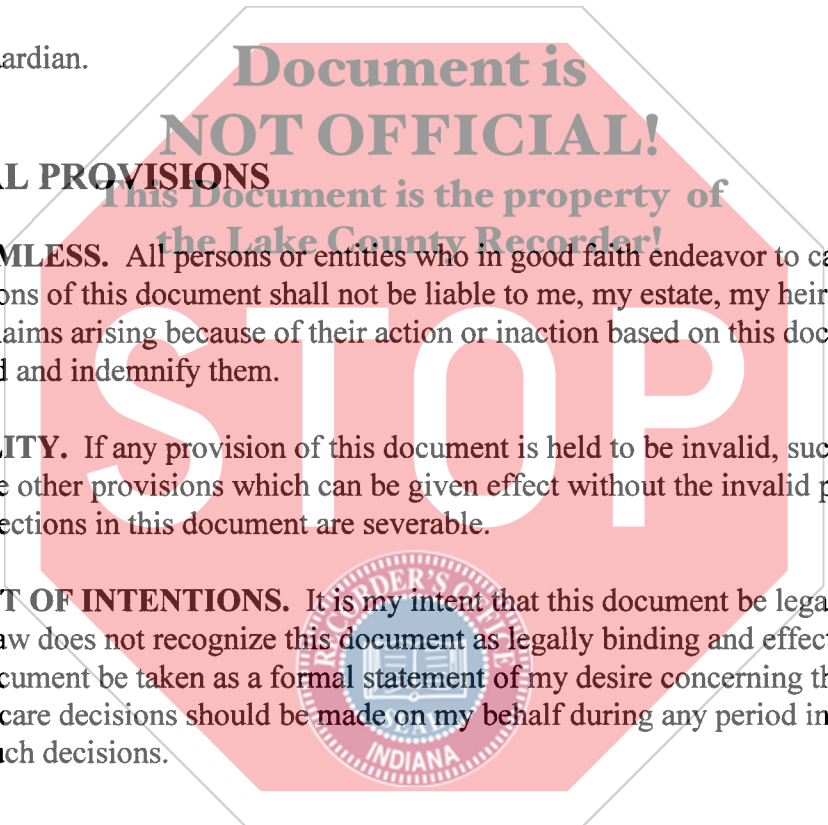 ardian.
Document is
NOT OFFICIAL!
L PROVISIONS
This Document is the property of
the Lake County Recorder!
MLESS. All persons or entities who in good faith endeavor to ca
ons of this document shall not be liable to me, my estate, my heir
aims arising because of their action or inaction based on this doc
d and indemnify them.
STOP
LITY. If any provision of this document is held to be invalid, suc
e other provisions which can be given effect without the invalid p
ections in this document are severable.
T OF INTENTIONS. It is my intent that this document be lega
aw does not recognize this document as legally binding and effec
cument be taken as a formal statement of my desire concerning th
care decisions should be made on my behalf during any period in
ch decisions.
RECORDER'S OFFICE
INDIANA